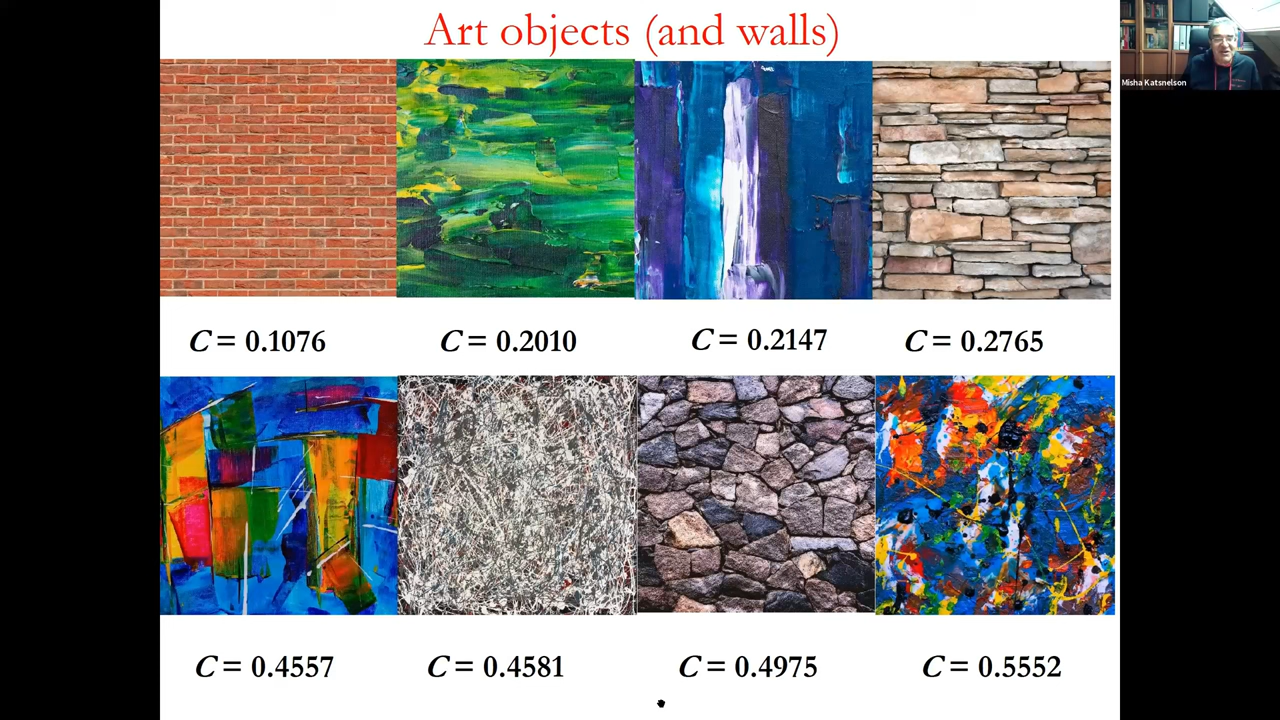 Art objects (and walls)
Misha Katsnelson
C = 0.1076
C = 0.2010
C = 0.2147
C = 0.2765
C = 0.4557
C = 0.4581
C = 0.4975
C = 0.5552